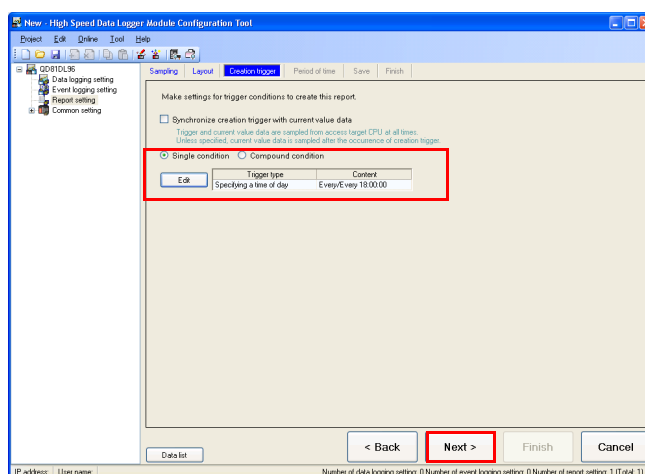 New - High Speed Data Logger Module Configuration Tool
Project Edit Online Tool Help
QD81DL96
Data logging setting
Event logging setting
Report setting
Common setting
Sampling Layout Creation trigger Period of time Save Finish
Make settings for trigger conditions to create this report.
Synchronize creation trigger with current value data
Trigger and current value data are sampled from access target CPU at all times.
Unless specified, current value data is sampled after the occurrence of creation trigger.
Single condition Compound condition
Edit
Trigger type Content
Specifying a time of day Every/Every 18:00:00
Data list
< Back Next > Finish Cancel
IP address: User name: Number of data logging setting: 0 Number of event logging setting: 0 Number of report setting: 1 (Total: 1)